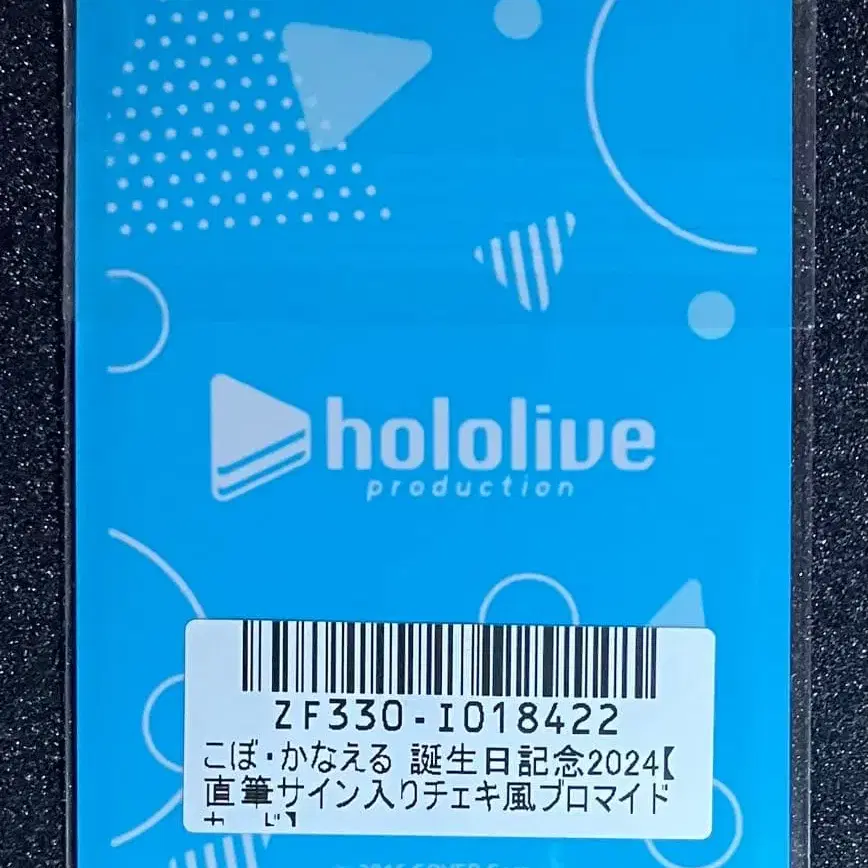 hololive
production
ZF330-I018422
こぼ・かなえる 誕生日記念2024【
直筆サイン入りチェキ風ブロマイド